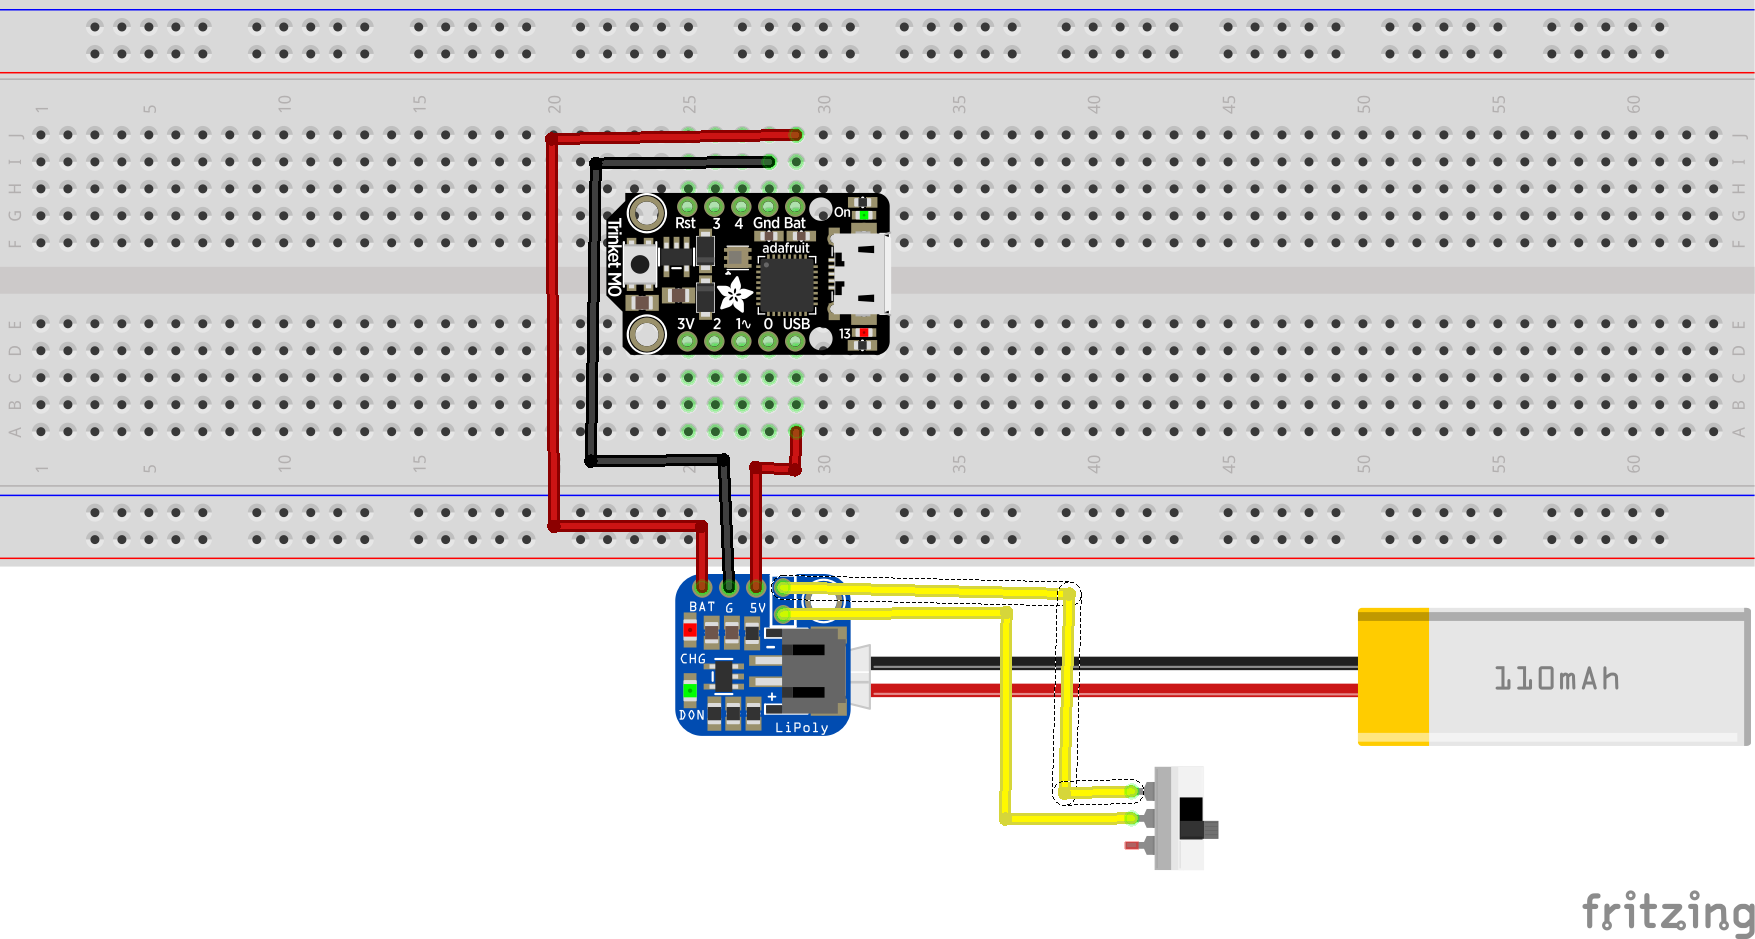 1 5 10 15 20 25 30 35 40 45 50 55 60
J J
I I
H H
G G
F F
Rst 3 4 Gnd Bat On
adafruit
Trinket M0
3V 2 1~ 0 USB 13
E E
D D
C C
B B
A A
1 5 10 15 20 2 30 35 40 45 50 55 60
BAT G 5V
-
CHG
+
DON
LiPoly
110mAh
fritzing